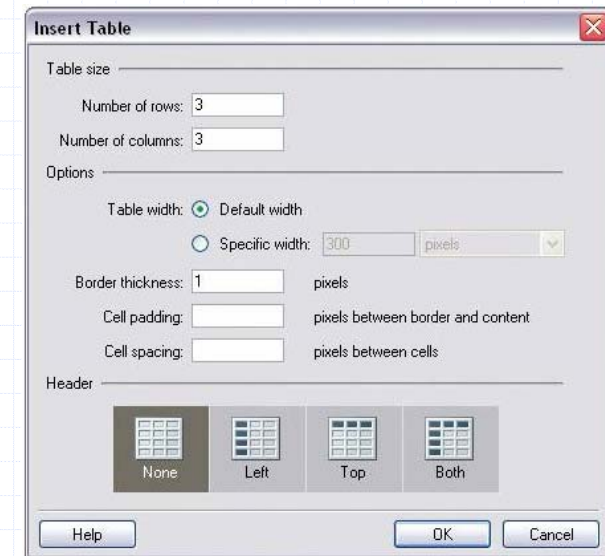 Insert Table
Table size
Number of rows: 3
Number of columns: 3
Options
Table width: Default width
Specific width: 300 pixels
Border thickness: 1 pixels
Cell padding: pixels between border and content
Cell spacing: pixels between cells
Header
None Left Top Both
Help OK Cancel